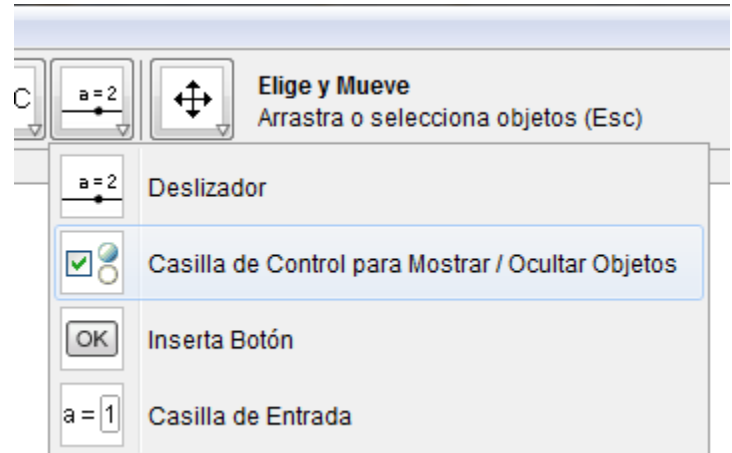 C
a = 2
Elige y Mueve
Arrastra o selecciona objetos (Esc)
a = 2
Deslizador
Casilla de Control para Mostrar / Ocultar Objetos
OK
Inserta Botón
a = 1
Casilla de Entrada